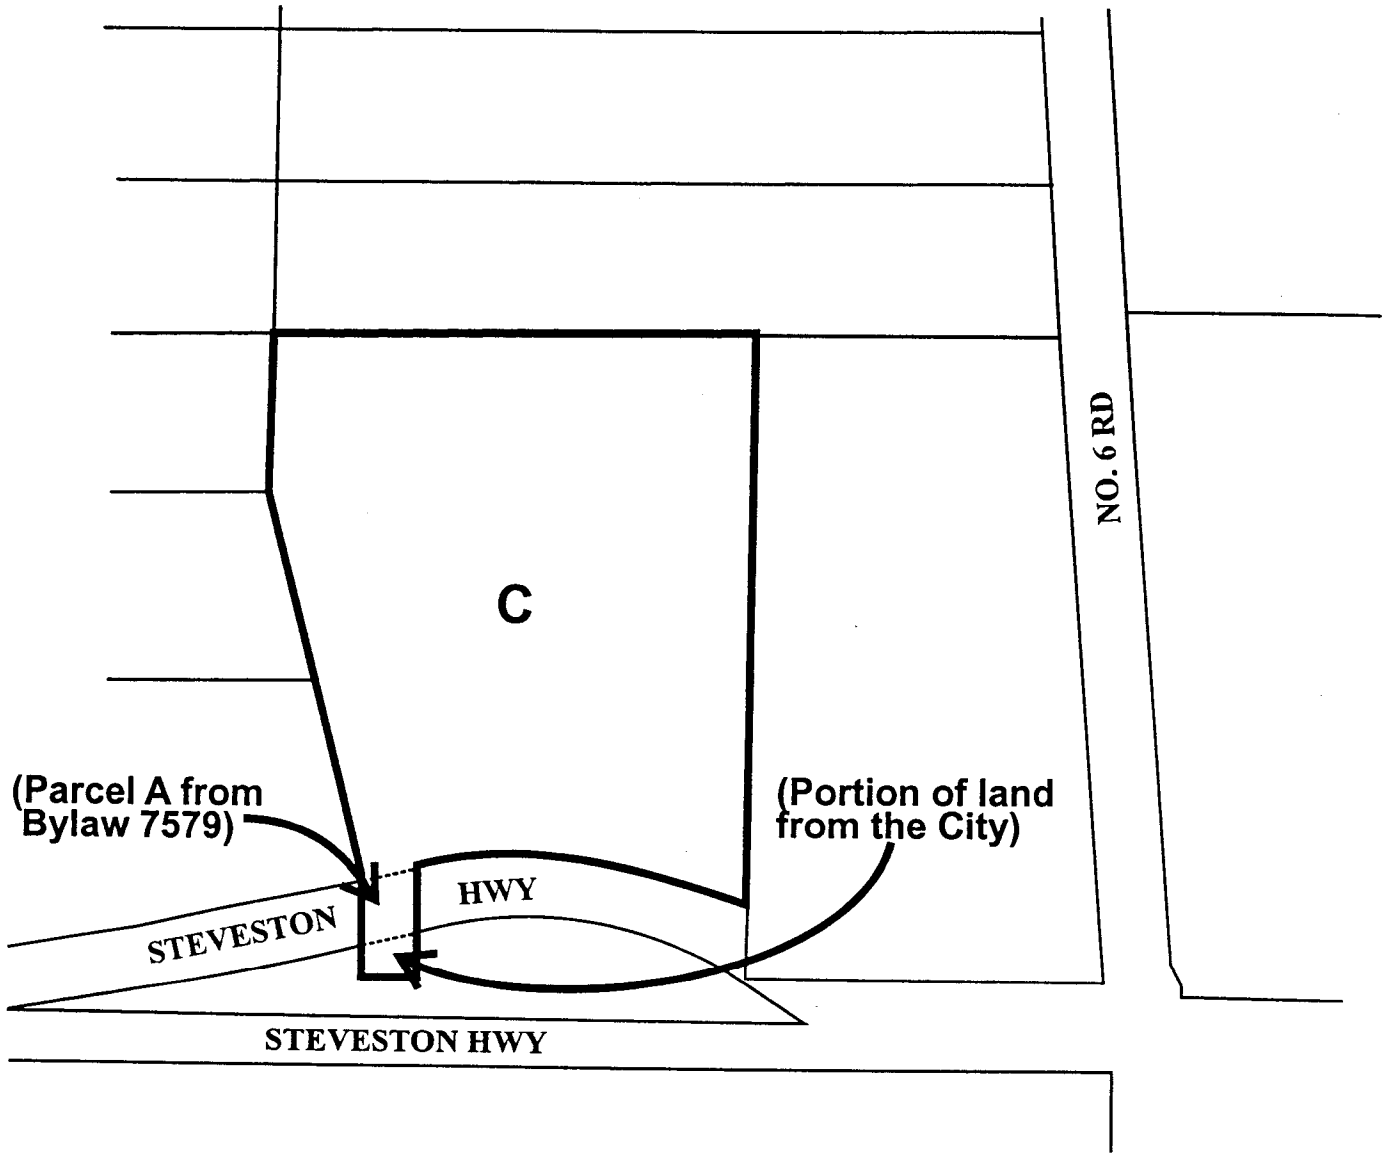 NO. 6 RD
C
(Parcel A from
Bylaw 7579)
(Portion of land
from the City)
STEVESTON HWY
STEVESTON HWY